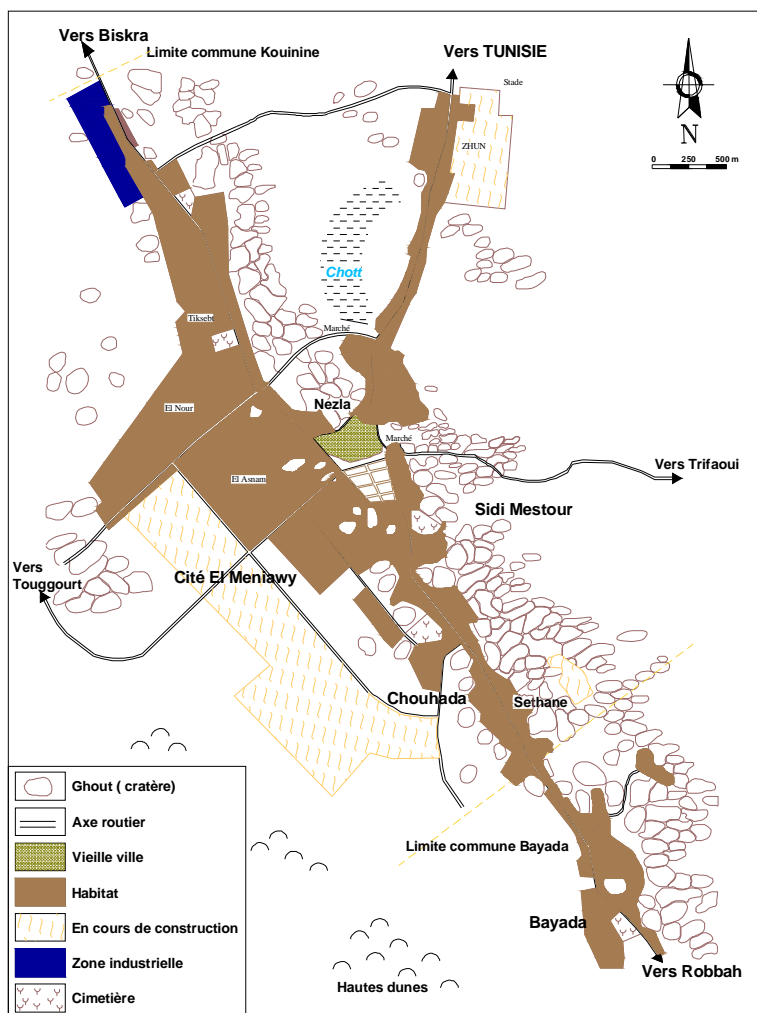 Vers Biskra
Limite commune Kouinine
Vers TUNISIE
Stade
N
0 250 500 m
ZHUN
Chott
Tiksebt
Marché
El Nour
Nezla
Marché
Vers Trifaoui
El Asnam
Sidi Mestour
Vers
Touggourt
Cité El Meniawy
Chouhada
Sethane
Limite commune Bayada
Bayada
Vers Robbah
Hautes dunes
Ghout ( cratère)
Axe routier
Vieille ville
Habitat
En cours de construction
Zone industrielle
Cimetière